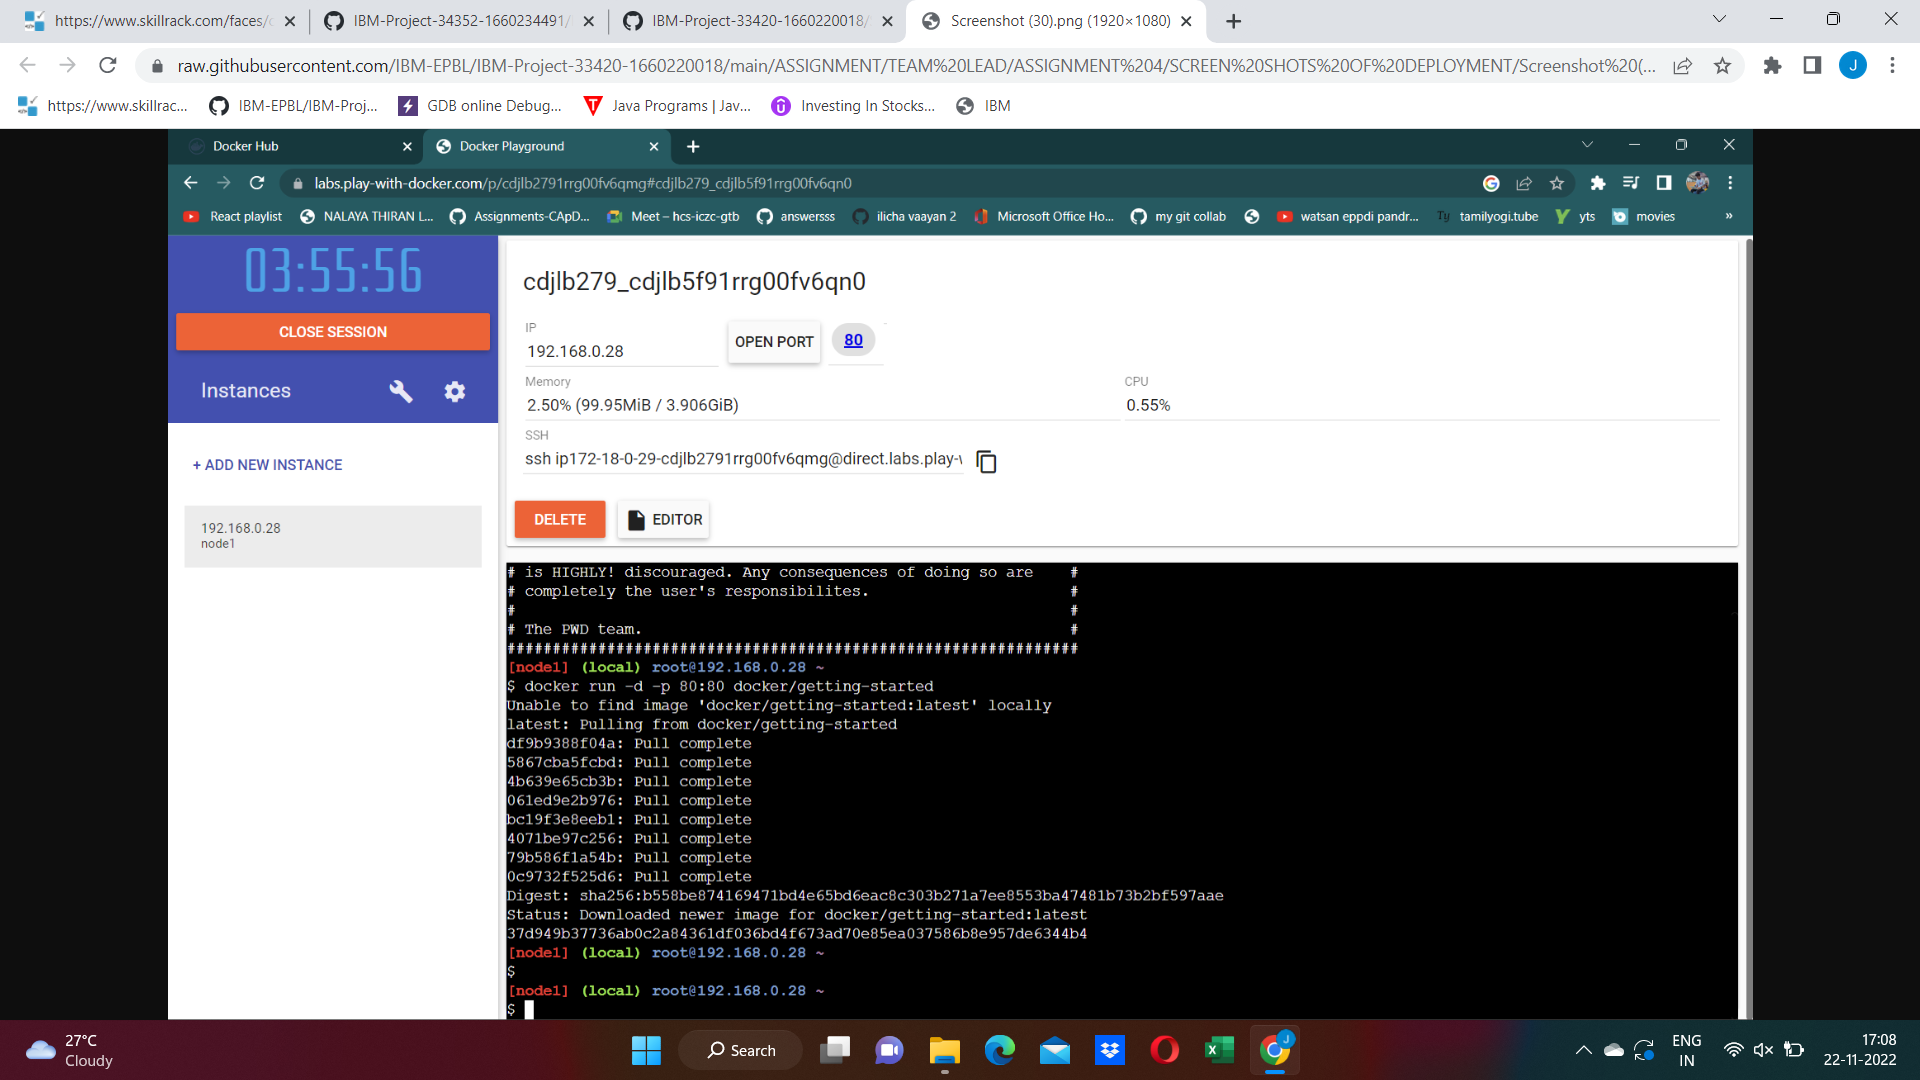 https://www.skillrack.com/faces/c
IBM-Project-34352-1660234491/
IBM-Project-33420-1660220018/
Screenshot (30).png (1920×1080)
raw.githubusercontent.com/IBM-EPBL/IBM-Project-33420-1660220018/main/ASSIGNMENT/TEAM%20LEAD/ASSIGNMENT%204/SCREEN%20SHOTS%20OF%20DEPLOYMENT/Screenshot%20(...
J
https://www.skillrac...
IBM-EPBL/IBM-Proj...
GDB online Debug...
Java Programs | Jav...
Investing In Stocks...
IBM
Docker Hub
Docker Playground
labs.play-with-docker.com/p/cdjlb2791rrg00fv6qmg#cdjlb279_cdjlb5f91rrg00fv6qn0
React playlist
NALAYA THIRAN I...
Assignments-CApD...
Meet – hcs-iczc-gtb
answersss
ilicha vaayan 2
Microsoft Office Ho...
my git collab
watsan eppdi pandr...
Ty tamilyogi.tube
yts
movies
»
03:55:56
CLOSE SESSION
Instances
+ ADD NEW INSTANCE
192.168.0.28
node1
cdjlb279_cdjlb5f91rrg00fv6qn0
IP
192.168.0.28
OPEN PORT
80
Memory
2.50% (99.95MiB / 3.906GiB)
CPU
0.55%
SSH
ssh ip172-18-0-29-cdjlb2791rrg00fv6qmg@direct.labs.play-w
DELETE
EDITOR
# is HIGHLY! discouraged. Any consequences of doing so are #
# completely the user's responsibilites. #
# #
# The PWD team. #
###############################################################
[node1] (local) root@192.168.0.28 ~
$ docker run -d -p 80:80 docker/getting-started
Unable to find image 'docker/getting-started:latest' locally
latest: Pulling from docker/getting-started
df9b9388f04a: Pull complete
5867cba5fcbd: Pull complete
4b639e65cb3b: Pull complete
061ed9e2b976: Pull complete
bc19f3e8eeb1: Pull complete
4071be97c256: Pull complete
79b586f1a54b: Pull complete
0c9732f525d6: Pull complete
Digest: sha256:b558be874169471bd4e65bd6eac8c303b271a7ee8553ba47481b73b2bf597aae
Status: Downloaded newer image for docker/getting-started:latest
37d949b37736ab0c2a84361df036bd4f673ad70e85ea037586b8e957de6344b4
[node1] (local) root@192.168.0.28 ~
$
[node1] (local) root@192.168.0.28 ~
$
27°C
Cloudy
Search
ENG
IN
17:08
22-11-2022